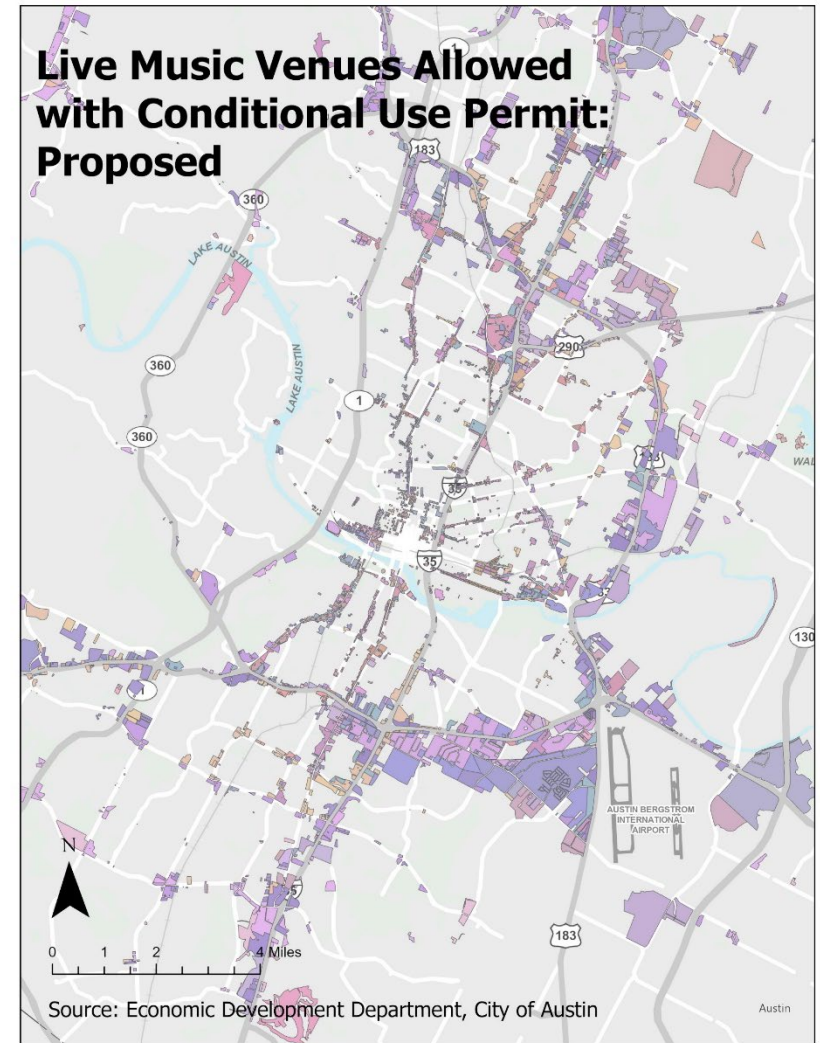 Live Music Venues Allowed
with Conditional Use Permit:
Proposed
1
183
360
LAKE AUSTIN
290
360
LAKE AUSTIN
1
360
35
35
130
1
AUSTIN BERGSTROM
INTERNATIONAL
AIRPORT
N
183
0 1 2 4 Miles
Source: Economic Development Department, City of Austin
Austin